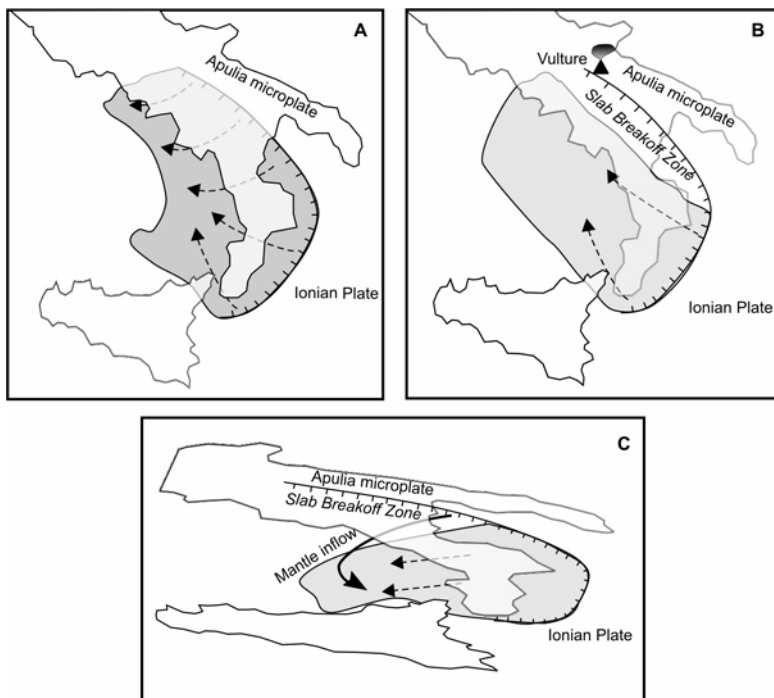 A
Apulia microplate
Ionian Plate
B
Vulture
Apulia microplate
Slab Breakoff Zone
Ionian Plate
C
Apulia microplate
Slab Breakoff Zone
Mantle inflow
Ionian Plate